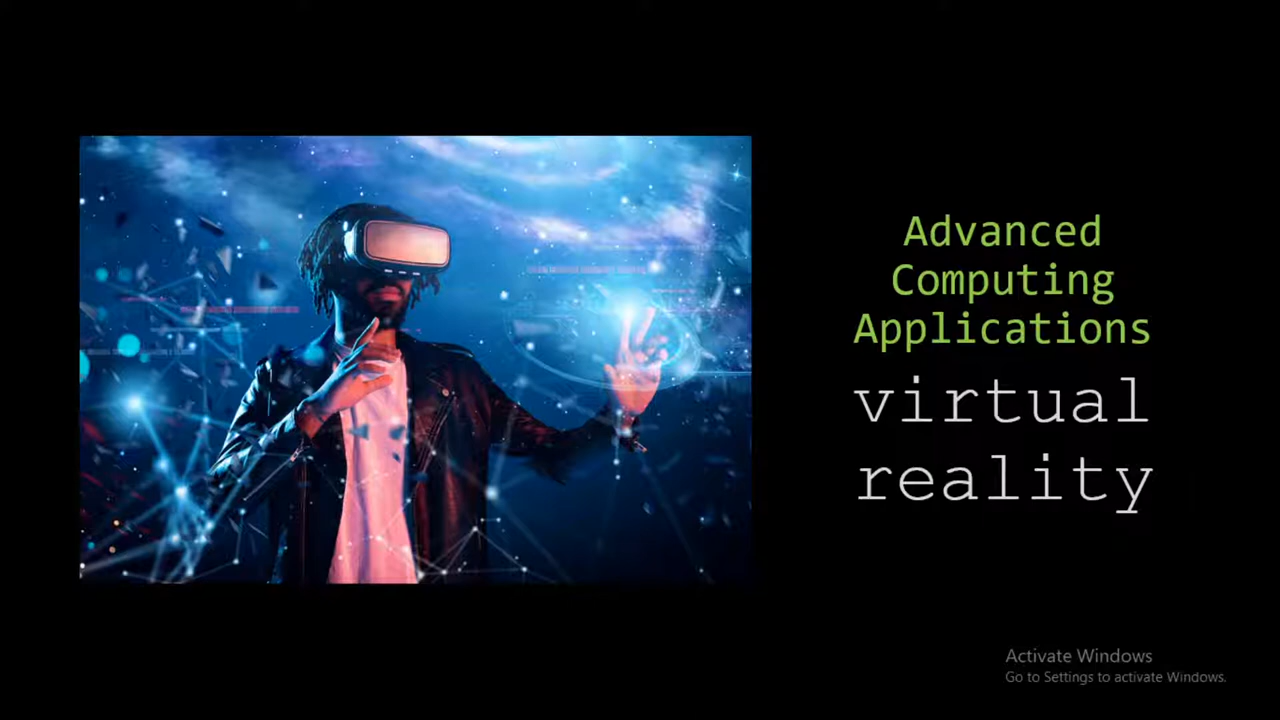 Advanced
Computing
Applications
virtual
reality
Activate Windows
Go to Settings to activate Windows.